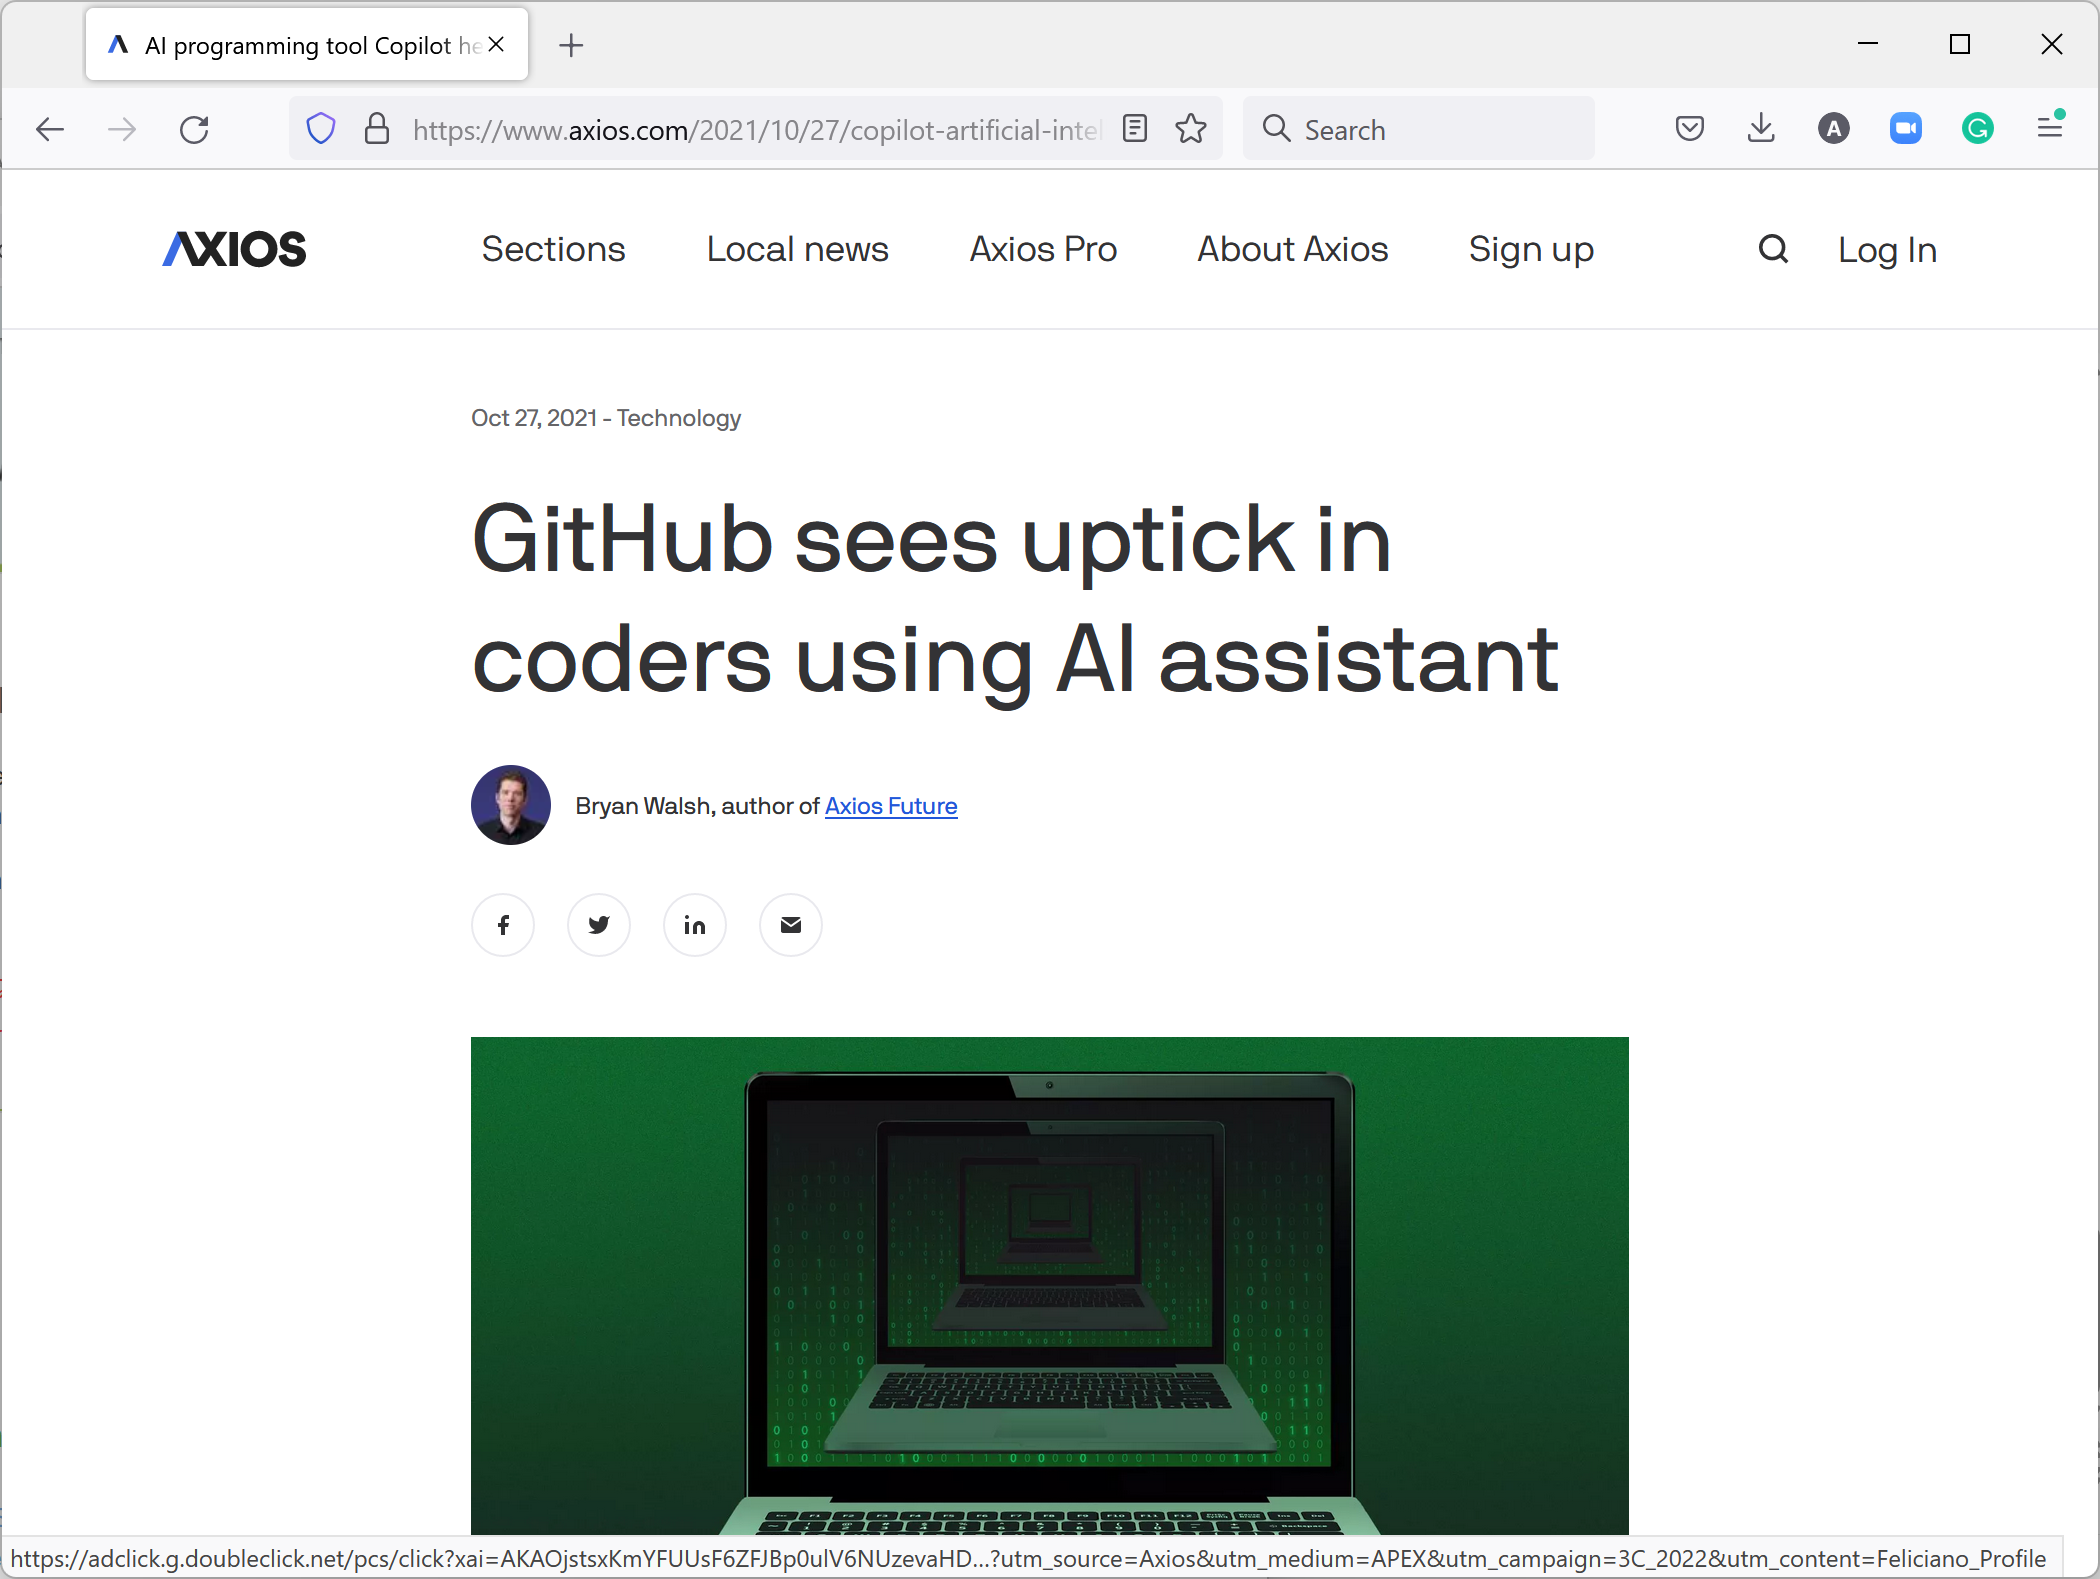 AI programming tool Copilot he
https://www.axios.com/2021/10/27/copilot-artificial-intel
Search
A
G
AXIOS
Sections
Local news
Axios Pro
About Axios
Sign up
Log In
Oct 27, 2021 - Technology
GitHub sees uptick in
coders using AI assistant
Bryan Walsh, author of Axios Future
f
in
https://adclick.g.doubleclick.net/pcs/click?xai=AKAOjstsxKmYFUUsF6ZFJBp0ulV6NUzevaHD...?utm_source=Axios&utm_medium=APEX&utm_campaign=3C_2022&utm_content=Feliciano_Profile